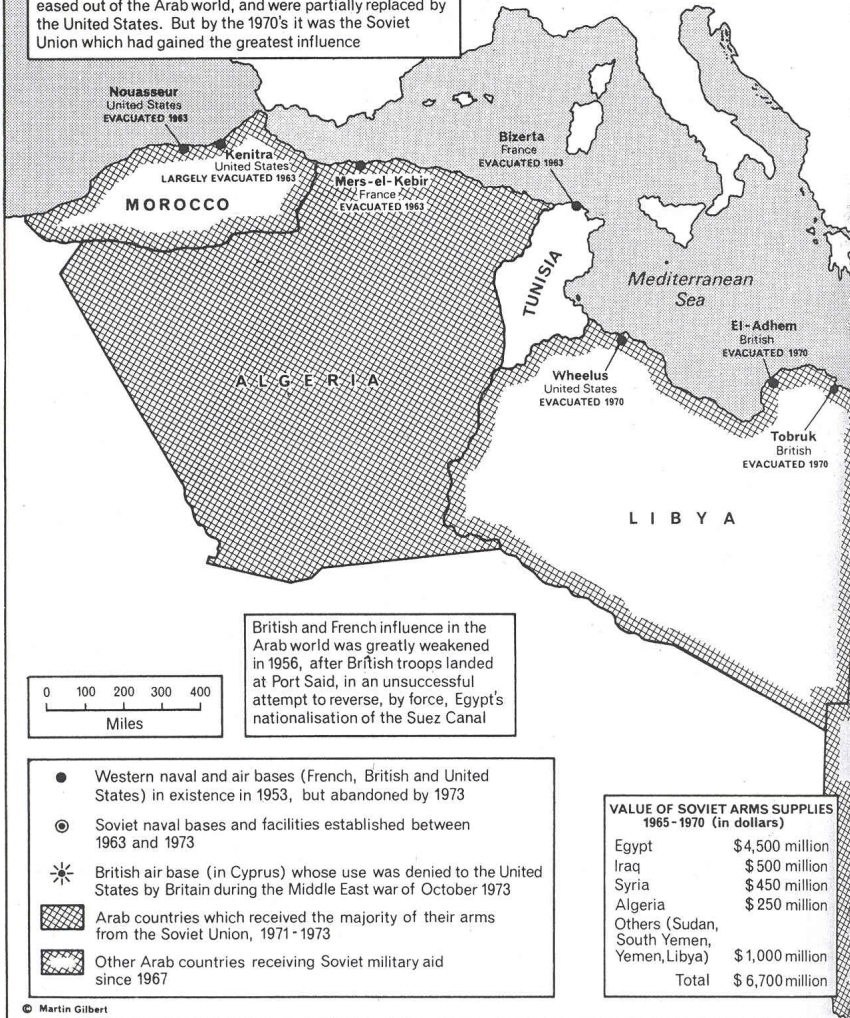 eased out of the Arab world, and were partially replaced by
the United States. But by the 1970's it was the Soviet
Union which had gained the greatest influence
Nouasseur
United States
EVACUATED 1963
Kenitra
United States
LARGELY EVACUATED 1963
MOROCCO
Mers-el-Kebir
France
EVACUATED 1963
Bizerta
France
EVACUATED 1963
TUNISIA
Mediterranean
Sea
ALGERIA
Wheelus
United States
EVACUATED 1970
El-Adhem
British
EVACUATED 1970
Tobruk
British
EVACUATED 1970
LIBYA
British and French influence in the
Arab world was greatly weakened
in 1956, after British troops landed
at Port Said, in an unsuccessful
attempt to reverse, by force, Egypt's
nationalisation of the Suez Canal
0 100 200 300 400
Miles
Western naval and air bases (French, British and United
States) in existence in 1953, but abandoned by 1973
Soviet naval bases and facilities established between
1963 and 1973
British air base (in Cyprus) whose use was denied to the United
States by Britain during the Middle East war of October 1973
Arab countries which received the majority of their arms
from the Soviet Union, 1971-1973
Other Arab countries receiving Soviet military aid
since 1967
VALUE OF SOVIET ARMS SUPPLIES
1965-1970 (in dollars)
Egypt $4,500 million
Iraq $500 million
Syria $450 million
Algeria $250 million
Others (Sudan,
South Yemen,
Yemen, Libya) $1,000 million
Total $6,700 million
© Martin Gilbert